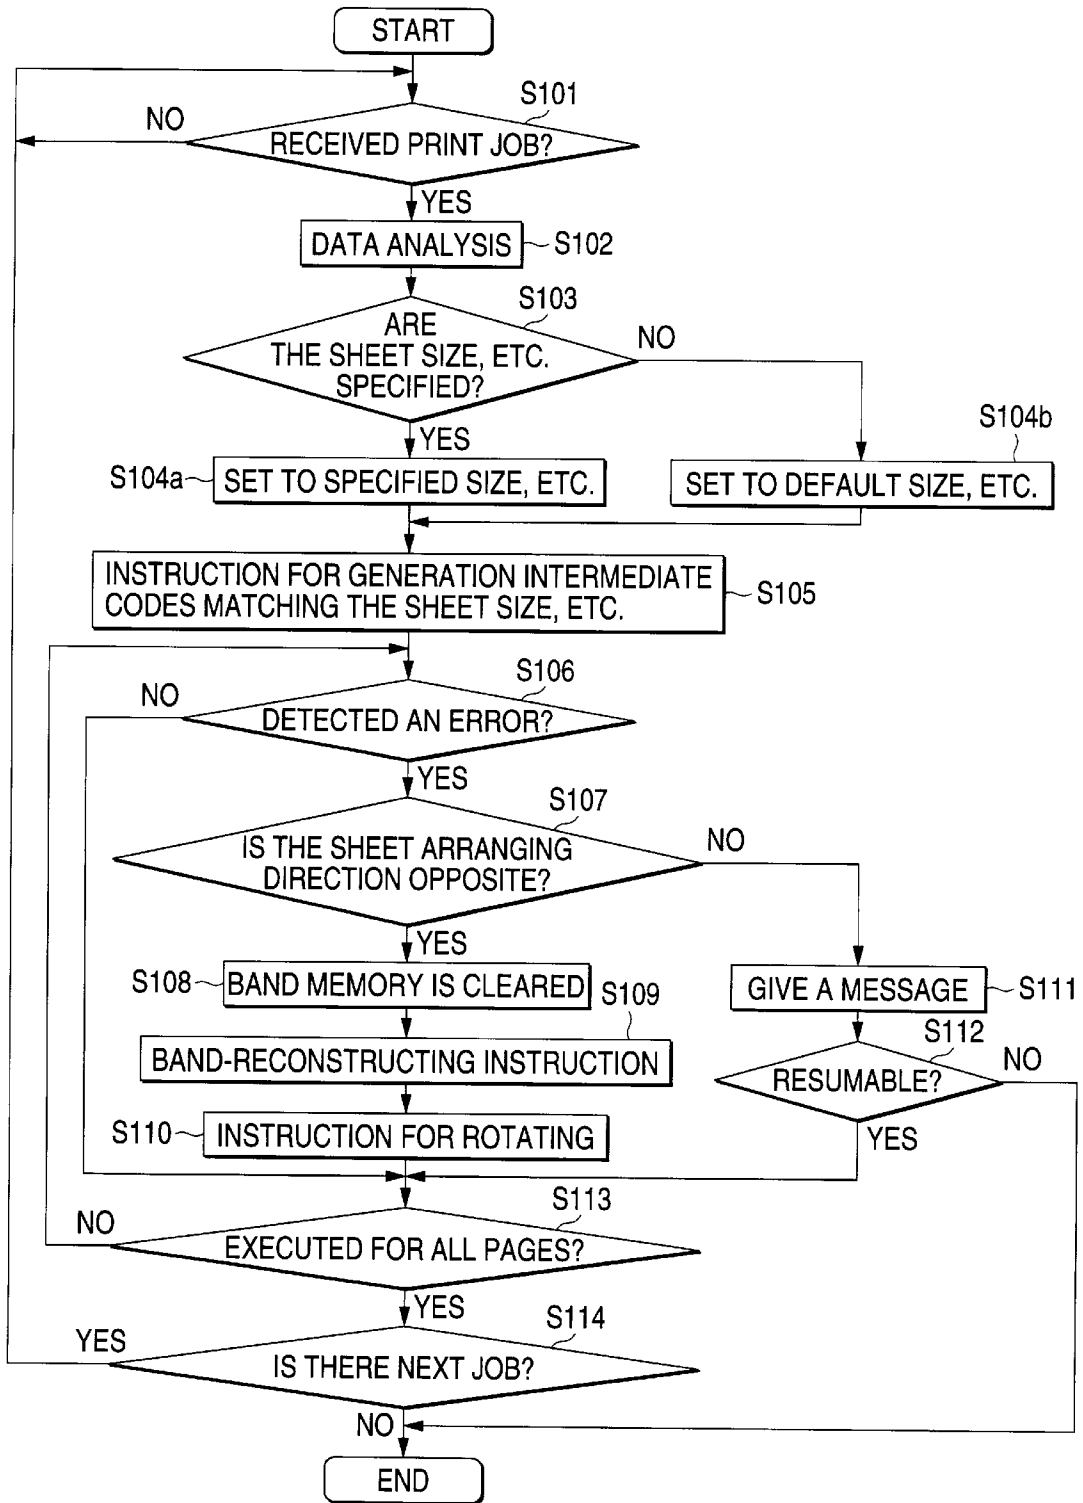 START
S101
NO
RECEIVED PRINT JOB?
YES
DATA ANALYSIS
S102
S103
ARE
THE SHEET SIZE, ETC.
SPECIFIED?
NO
YES
S104a
SET TO SPECIFIED SIZE, ETC.
S104b
SET TO DEFAULT SIZE, ETC.
INSTRUCTION FOR GENERATION INTERMEDIATE
CODES MATCHING THE SHEET SIZE, ETC.
S105
S106
NO
DETECTED AN ERROR?
YES
S107
IS THE SHEET ARRANGING
DIRECTION OPPOSITE?
NO
YES
S108
BAND MEMORY IS CLEARED
S109
BAND-RECONSTRUCTING INSTRUCTION
S110
INSTRUCTION FOR ROTATING
GIVE A MESSAGE
S111
S112
RESUMABLE?
NO
YES
S113
NO
EXECUTED FOR ALL PAGES?
YES
S114
YES
IS THERE NEXT JOB?
NO
END